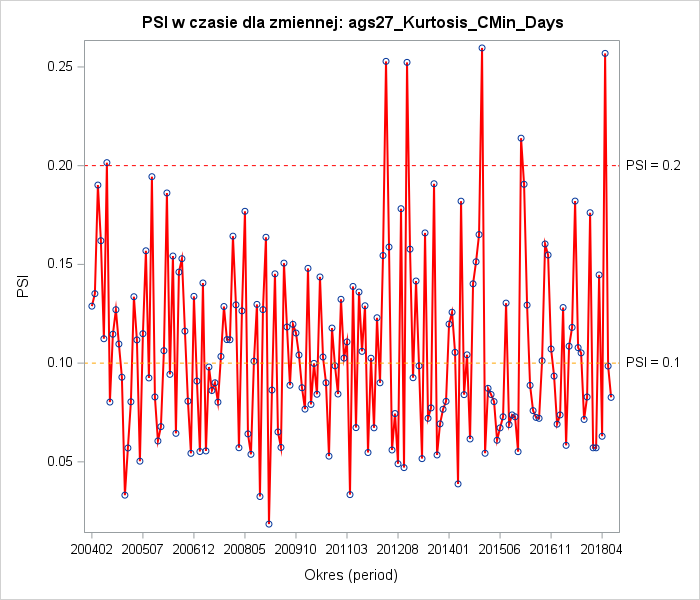 PSI w czasie dla zmiennej: ags27_Kurtosis_CMin_Days
0.25
0.20
PSI = 0.2
0.15
PSI
0.10
PSI = 0.1
0.05
200402 200507 200612 200805 200910 201103 201208 201401 201506 201611 201804
Okres (period)